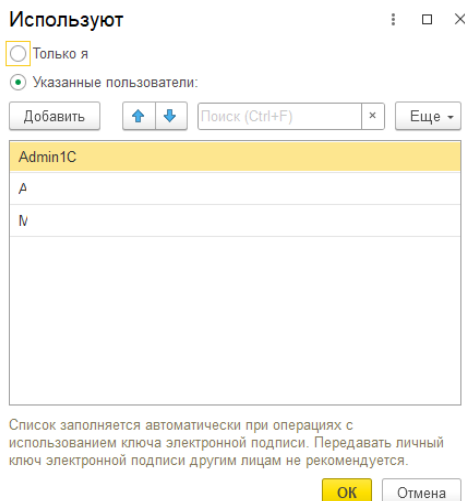 Используют
Только я
Указанные пользователи:
Добавить
Поиск (Ctrl+F)
×
Еще
Admin1C
A
Список заполняется автоматически при операциях с
использованием ключа электронной подписи. Передавать личный
ключ электронной подписи другим лицам не рекомендуется.
ОК
Отмена